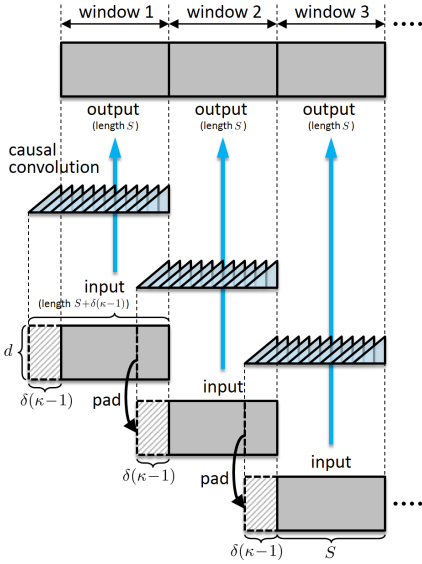 window 1 window 2 window 3 ....
output output output
(length S) (length S) (length S)
causal
convolution
input
(length S+δ(κ−1))
d
input
δ(κ−1)
pad
input
δ(κ−1)
pad
....
δ(κ−1) S